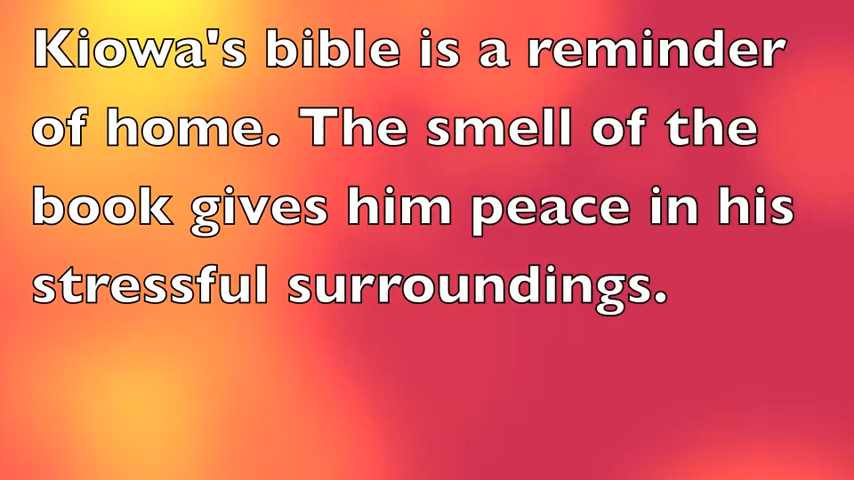 Kiowa's bible is a reminder
of home. The smell of the
book gives him peace in his
stressful surroundings.